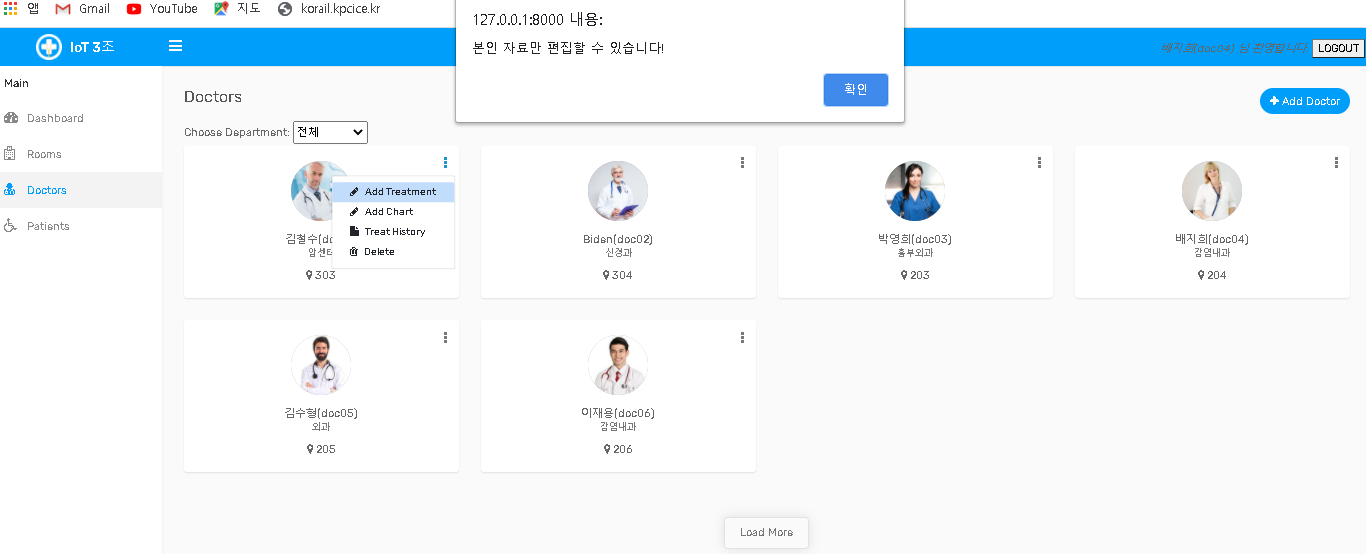 앱 Gmail YouTube 지도 korail.kpcice.kr
127.0.0.1:8000 내용:
본인 자료만 편집할 수 있습니다!
확인
IoT 3조
배지희(doc04) 님 환영합니다 LOGOUT
Main
Dashboard
Rooms
Doctors
Patients
Doctors
Add Doctor
Choose Department: 전체
Add Treatment
Add Chart
Treat History
Delete
김철수(do
암센터
303
Biden(doc02)
신경과
304
박영희(doc03)
흉부외과
203
배지희(doc04)
감염내과
204
김수형(doc05)
외과
205
이재용(doc06)
감염내과
206
Load More